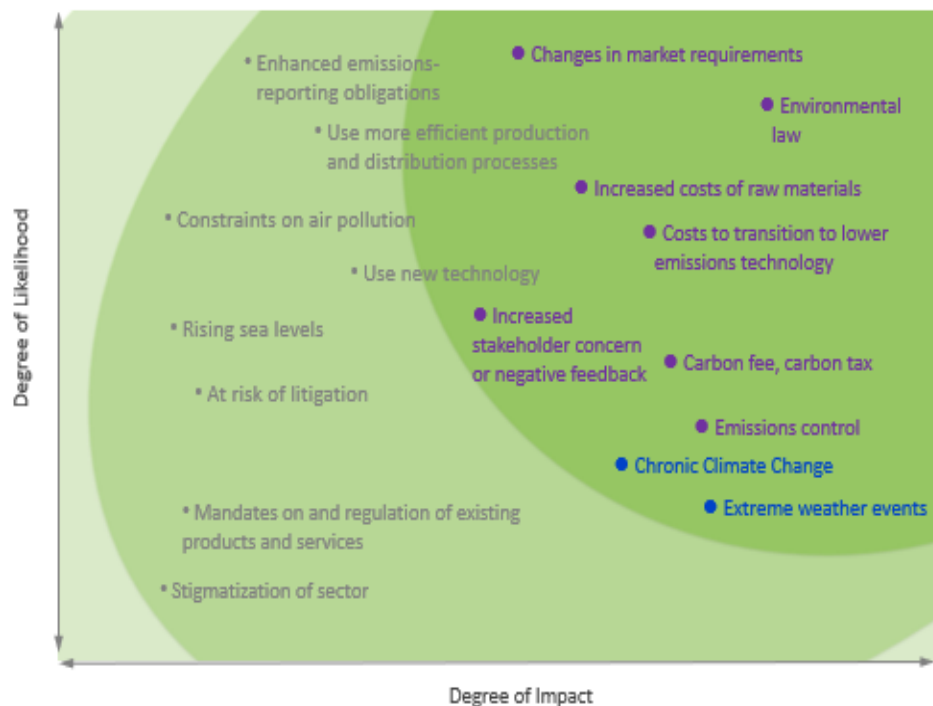 Changes in market requirements
Enhanced emissions-
reporting obligations
Environmental
law
Use more efficient production
and distribution processes
Increased costs of raw materials
Constraints on air pollution
Costs to transition to lower
emissions technology
Use new technology
Increased
stakeholder concern
or negative feedback
Rising sea levels
Carbon fee, carbon tax
At risk of litigation
Emissions control
Chronic Climate Change
Extreme weather events
Mandates on and regulation of existing
products and services
Stigmatization of sector
Degree of Likelihood
Degree of Impact